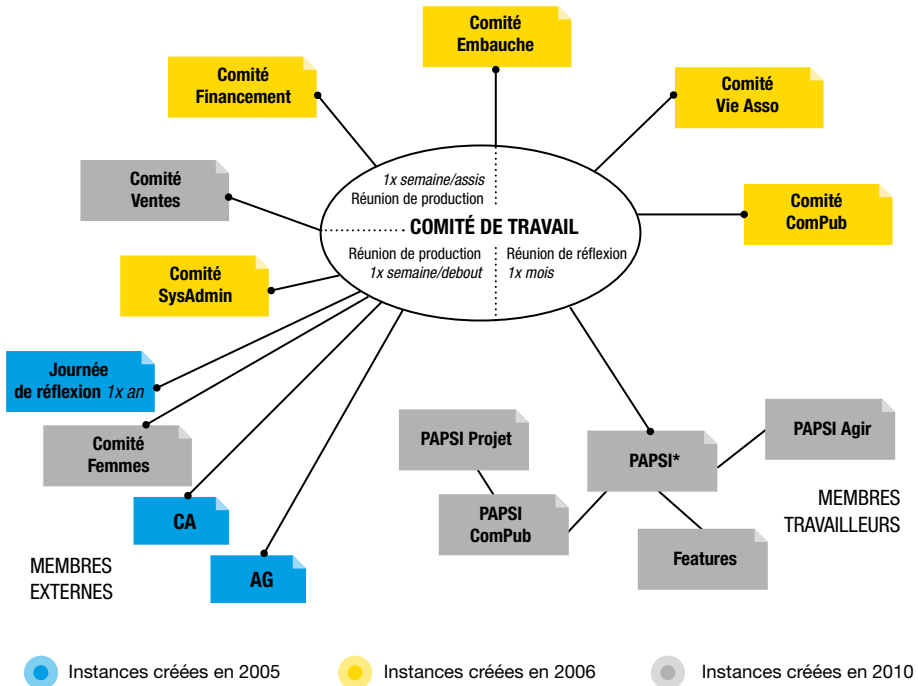 Comité
Embauche
Comité
Financement
Comité
Vie Asso
Comité
Ventes
1x semaine/assis
Réunion de production
Comité
ComPub
COMITÉ DE TRAVAIL
Réunion de production
1x semaine/debout
Réunion de réflexion
1x mois
Comité
SysAdmin
Journée
de réflexion 1x an
Comité
Femmes
PAPSI Projet
PAPSI*
PAPSI Agir
CA
PAPSI
ComPub
MEMBRES
TRAVAILLEURS
MEMBRES
EXTERNES
AG
Features
Instances créées en 2005
Instances créées en 2006
Instances créées en 2010